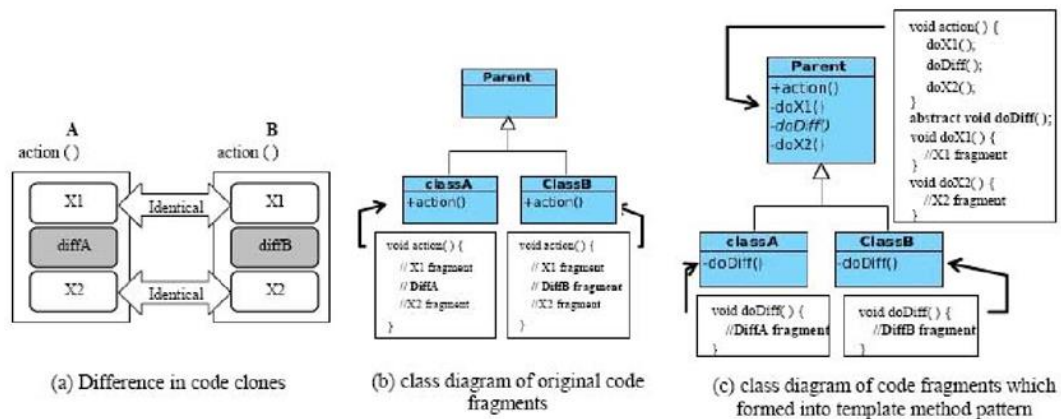 A
action ( )
B
action ( )
X1
diffA
X2
Identical
Identical
X1
diffB
X2
(a) Difference in code clones
Parent
classA
+action()
ClassB
+action()
void action( ) {
// X1 fragment
// DiffA
//X2 fragment
}
void action( ) {
// X1 fragment
// DiffB fragment
//X2 fragment
}
(b) class diagram of original code
fragments
Parent
+action()
-doX1()
-doDiff()
-doX2()
void action( ) {
doX1( );
doDiff( );
doX2( );
}
abstract void doDiff( );
void doX1( ) {
//X1 fragment
}
void doX2( ) {
//X2 fragment
}
classA
-doDiff()
ClassB
-doDiff()
void doDiff( ) {
//DiffA fragment
}
void doDiff( ) {
//DiffB fragment
}
(c) class diagram of code fragments which
formed into template method pattern